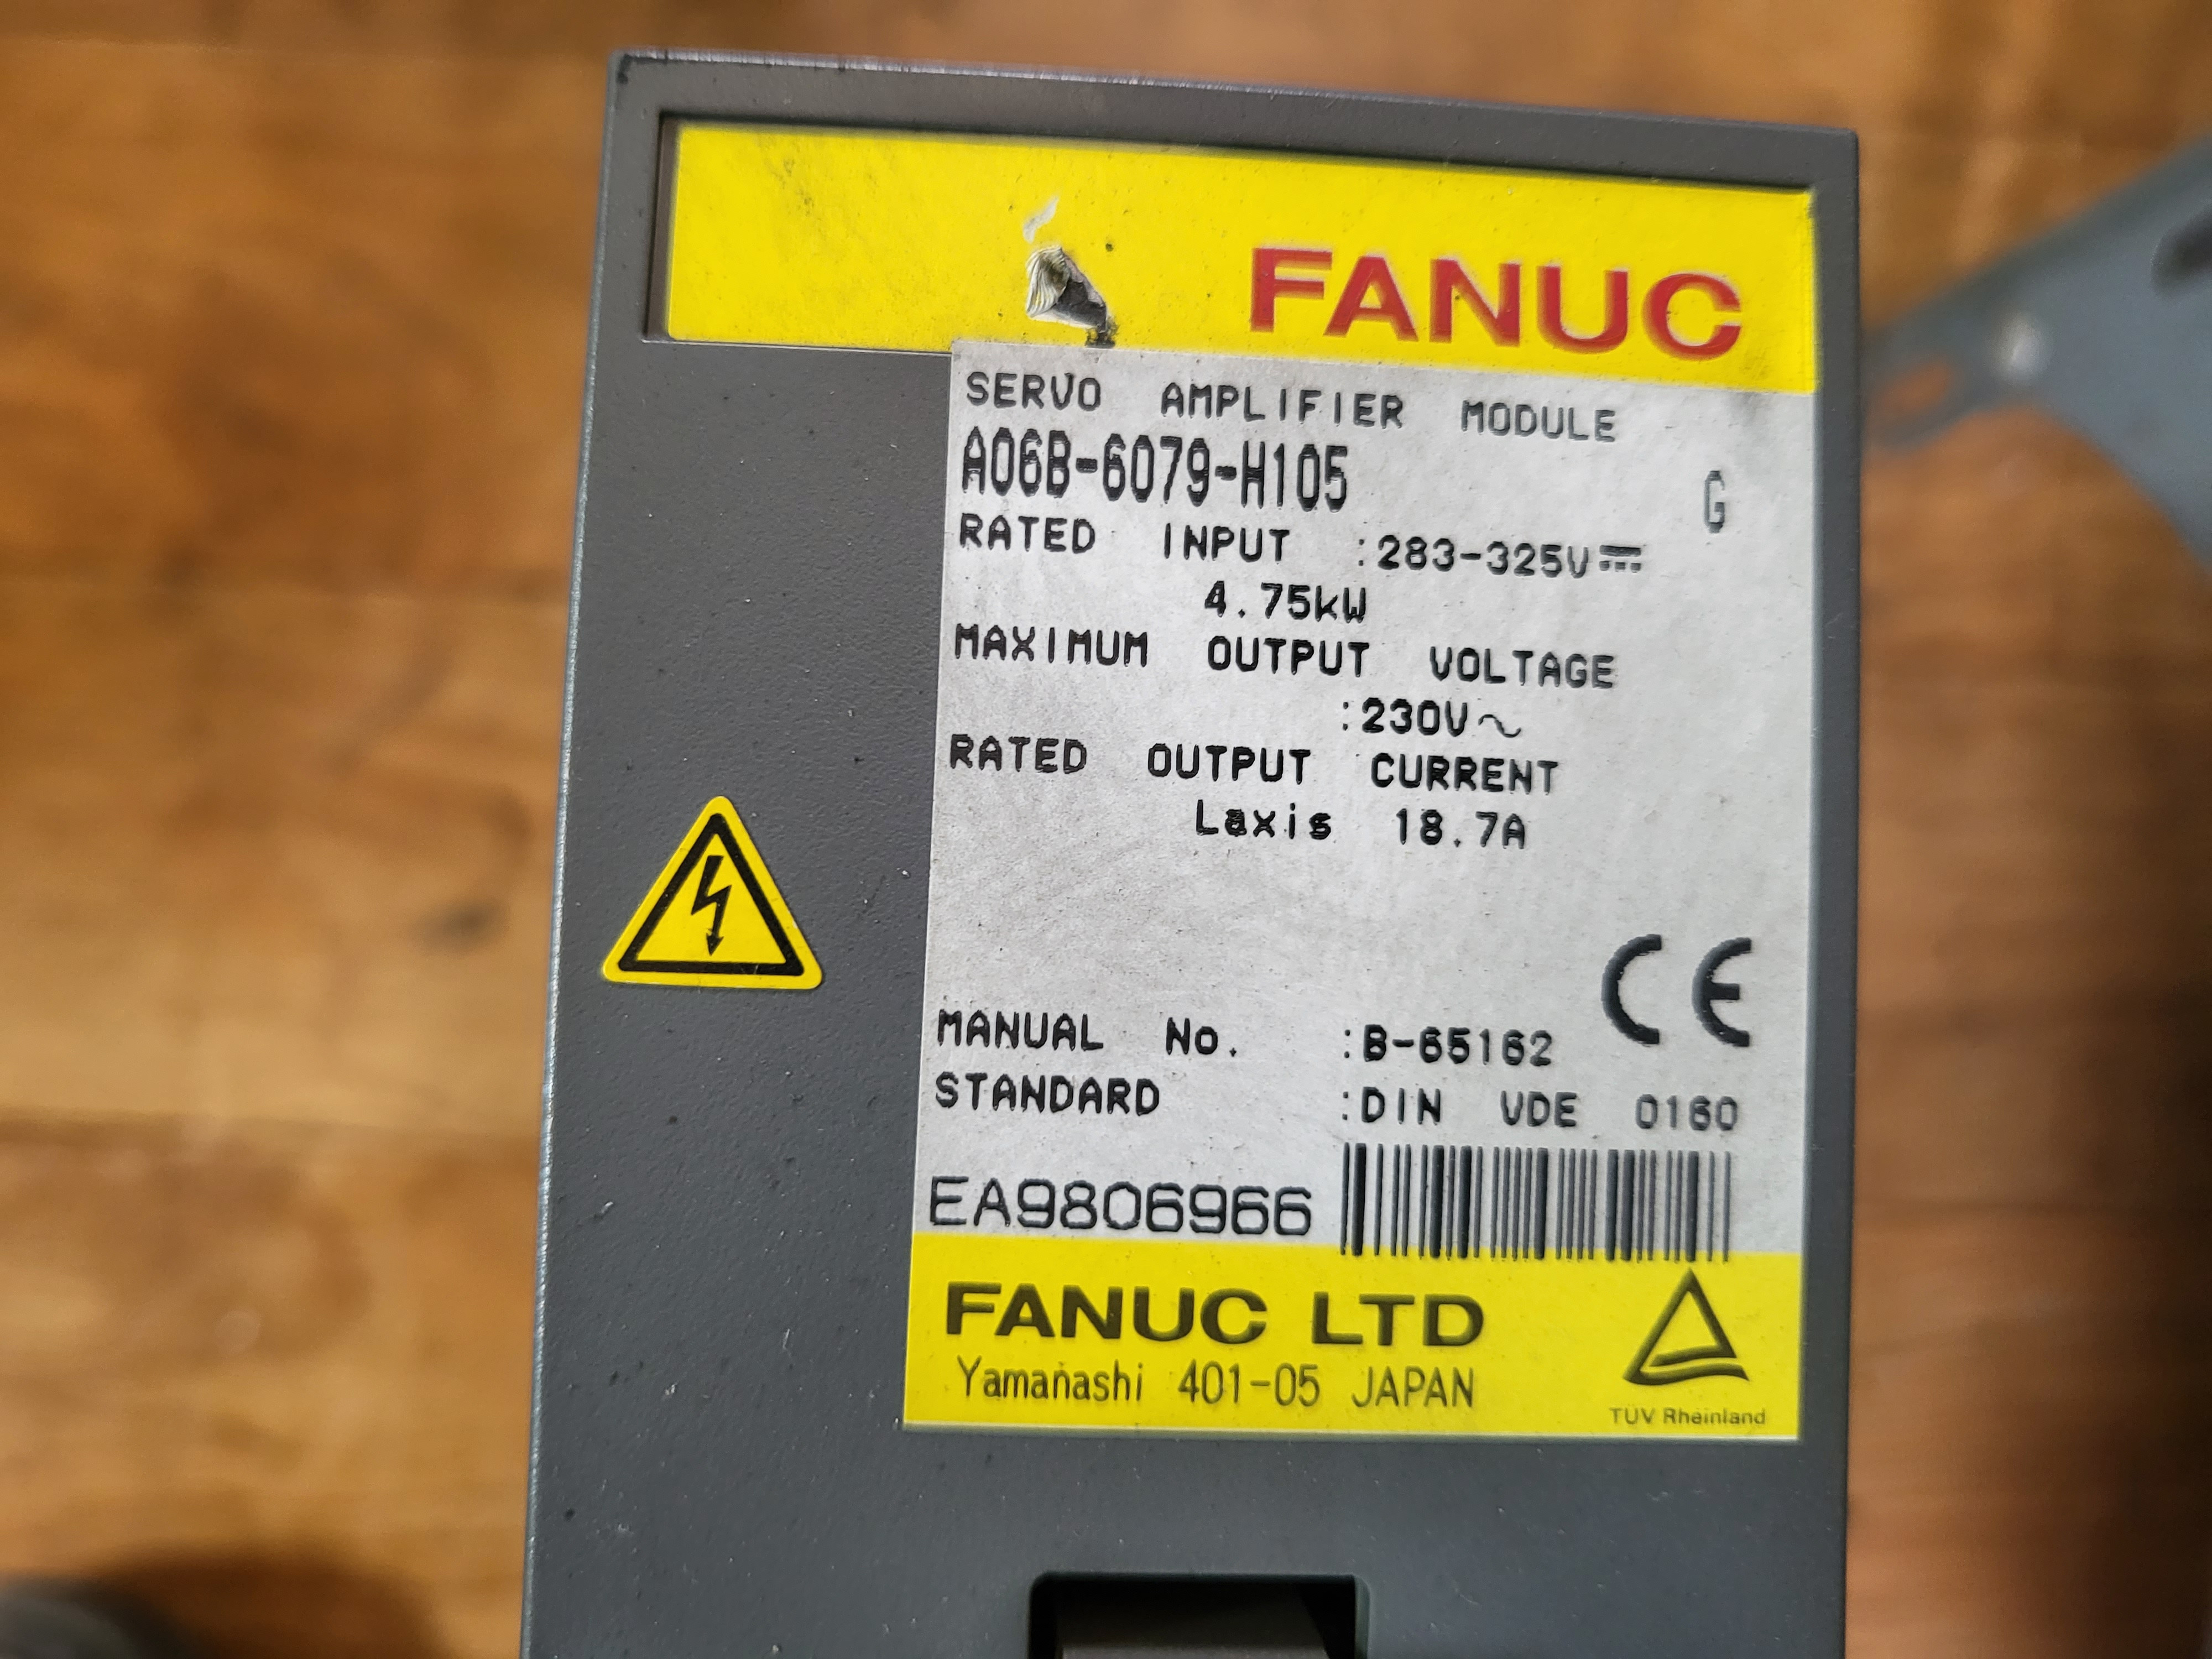 FANUC
SERVO AMPLIFIER MODULE
A06B-6079-H105 G
RATED INPUT :283-325V⎓
4.75kW
MAXIMUM OUTPUT VOLTAGE
:230V~
RATED OUTPUT CURRENT
Laxis 18.7A
CE
MANUAL No. :B-65162
STANDARD :DIN VDE 0160
EA9806966
FANUC LTD
Yamanashi 401-05 JAPAN
TÜV Rheinland